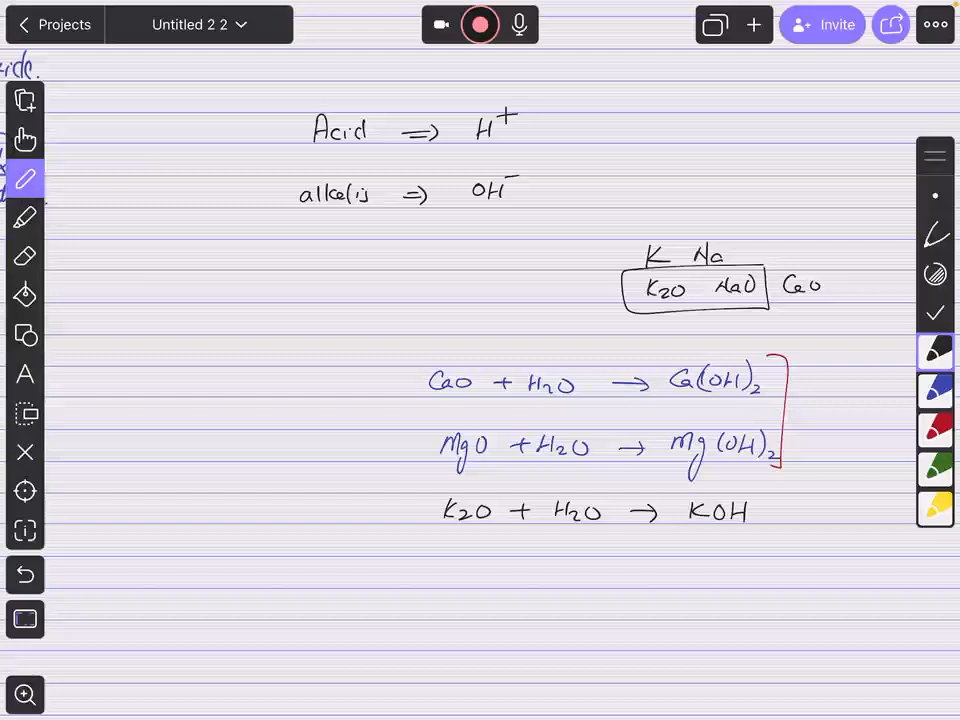 Projects Untitled 2 2 Invite
ide.
Acid ⇒ H⁺
alkalis ⇒ OH⁻
K Na
K₂O NaO CaO
CaO + H₂O → Ca(OH)₂
MgO + H₂O → Mg(OH)₂
K₂O + H₂O → KOH